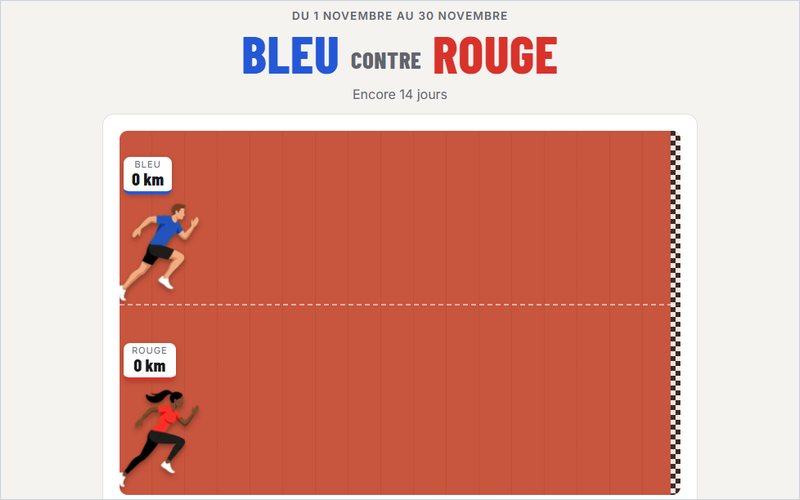 DU 1 NOVEMBRE AU 30 NOVEMBRE
BLEU CONTRE ROUGE
Encore 14 jours
BLEU
0 km
ROUGE
0 km